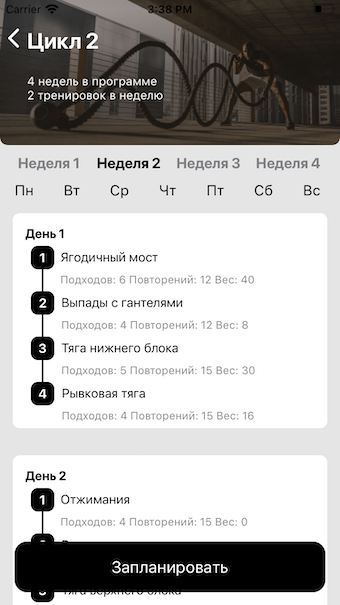 Carrier 3:38 PM
Цикл 2
4 недель в программе
2 тренировок в неделю
Неделя 1 Неделя 2 Неделя 3 Неделя 4
Пн Вт Ср Чт Пт Сб Вс
День 1
1 Ягодичный мост
Подходов: 6 Повторений: 12 Вес: 40
2 Выпады с гантелями
Подходов: 4 Повторений: 12 Вес: 8
3 Тяга нижнего блока
Подходов: 5 Повторений: 15 Вес: 30
4 Рывковая тяга
Подходов: 4 Повторений: 15 Вес: 16
День 2
1 Отжимания
Подходов: 4 Повторений: 15 Вес: 0
Запланировать
3 Тяга верхнего блока